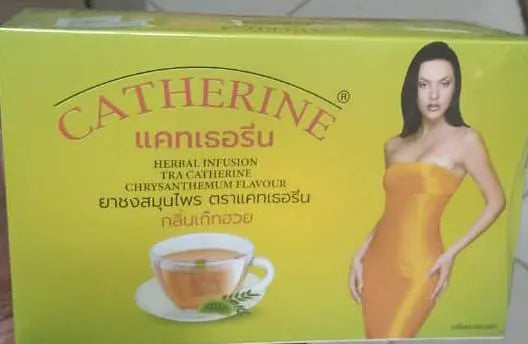 CATHERINE®
แคทเธอรีน
HERBAL INFUSION
TRA CATHERINE
CHRYSANTHEMUM FLAVOUR
ยาชงสมุนไพร ตราแคทเธอรีน
กลิ่นเก๊กฮวย